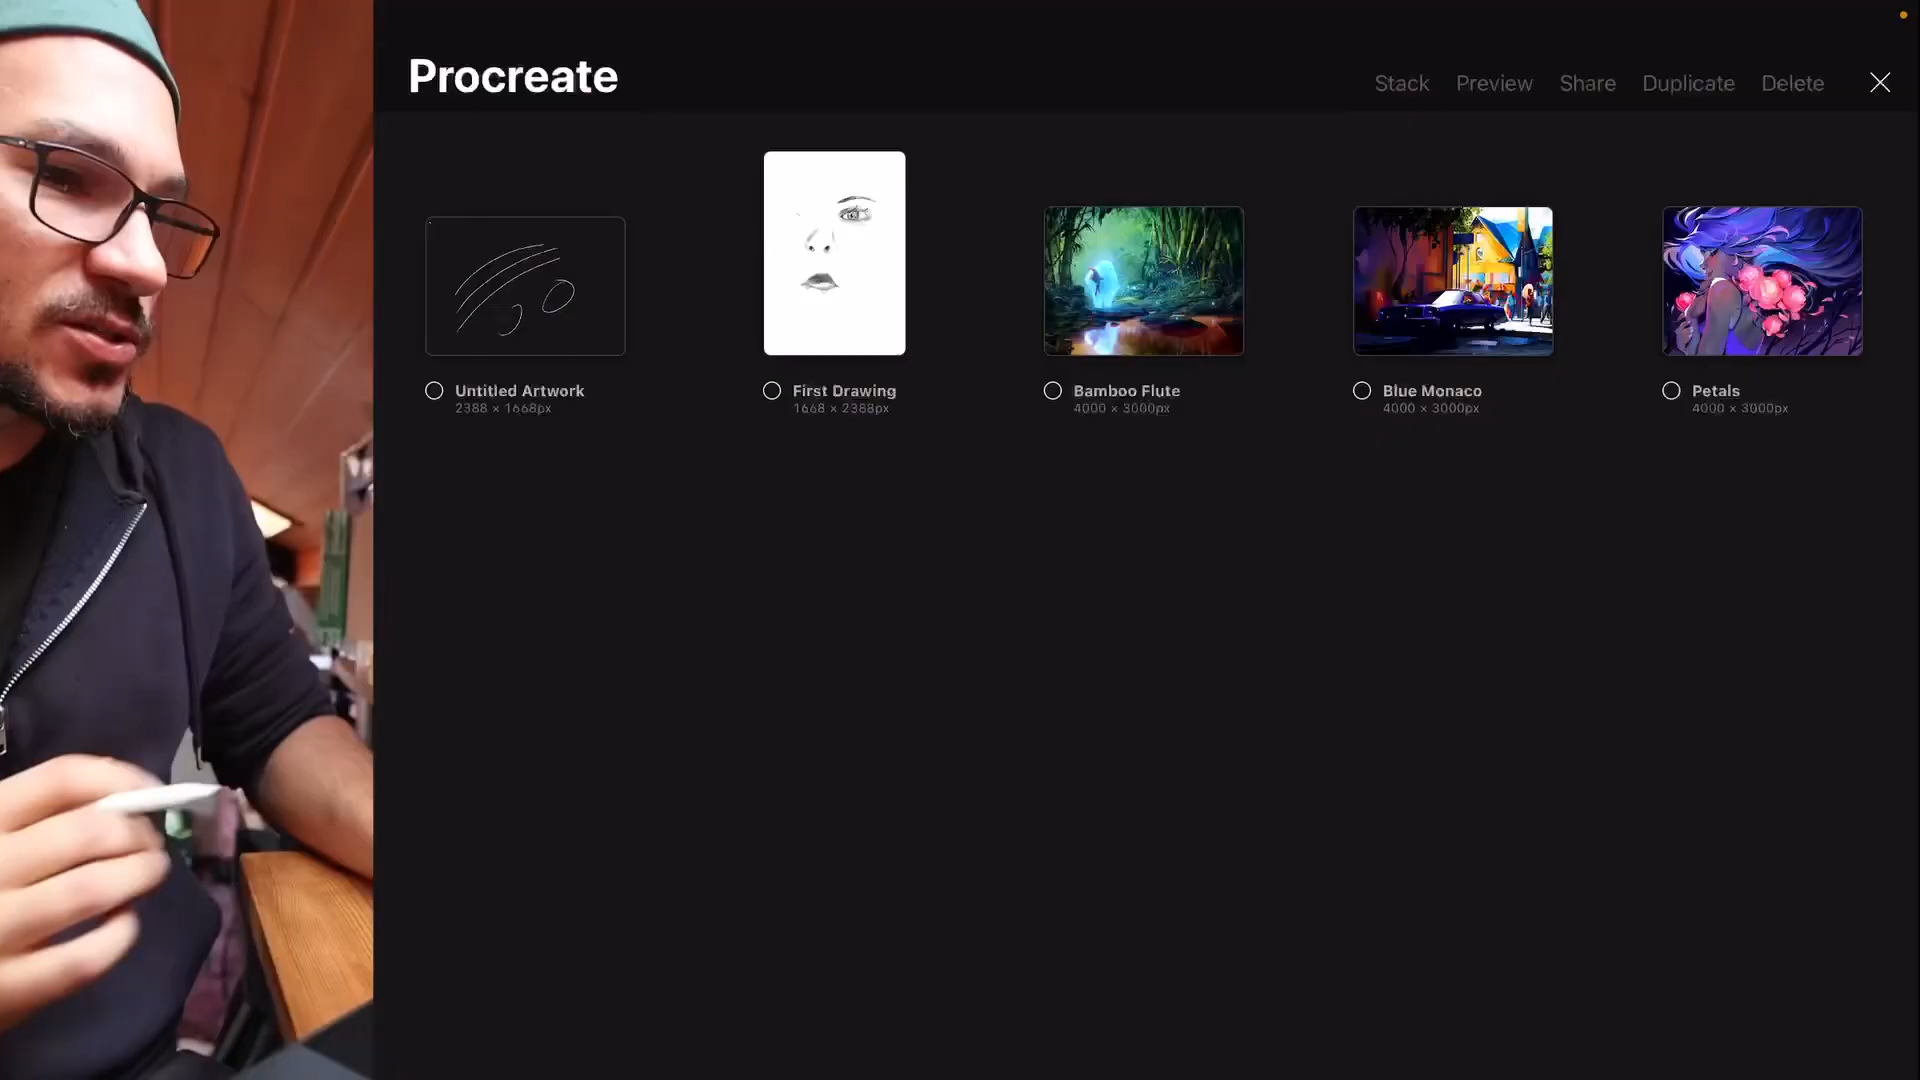 Procreate
Stack Preview Share Duplicate Delete
Untitled Artwork
2388 × 1668px
First Drawing
1668 × 2388px
Bamboo Flute
4000 × 3000px
Blue Monaco
4000 × 3000px
Petals
4000 × 3000px